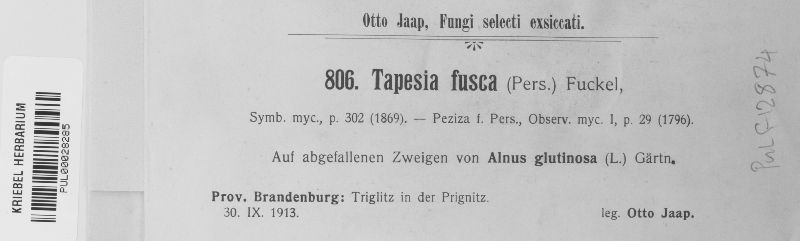 Otto Jaap, Fungi selecti exsiccati.
806. Tapesia fusca (Pers.) Fuckel,
Symb. myc., p. 302 (1869). — Peziza f. Pers., Observ. myc. I, p. 29 (1796).
Auf abgefallenen Zweigen von Alnus glutinosa (L.) Gärtn.
Prov. Brandenburg: Triglitz in der Prignitz.
30. IX. 1913.
leg. Otto Jaap.
KRIEBEL HERBARIUM
PUL00028285
PUL F12874